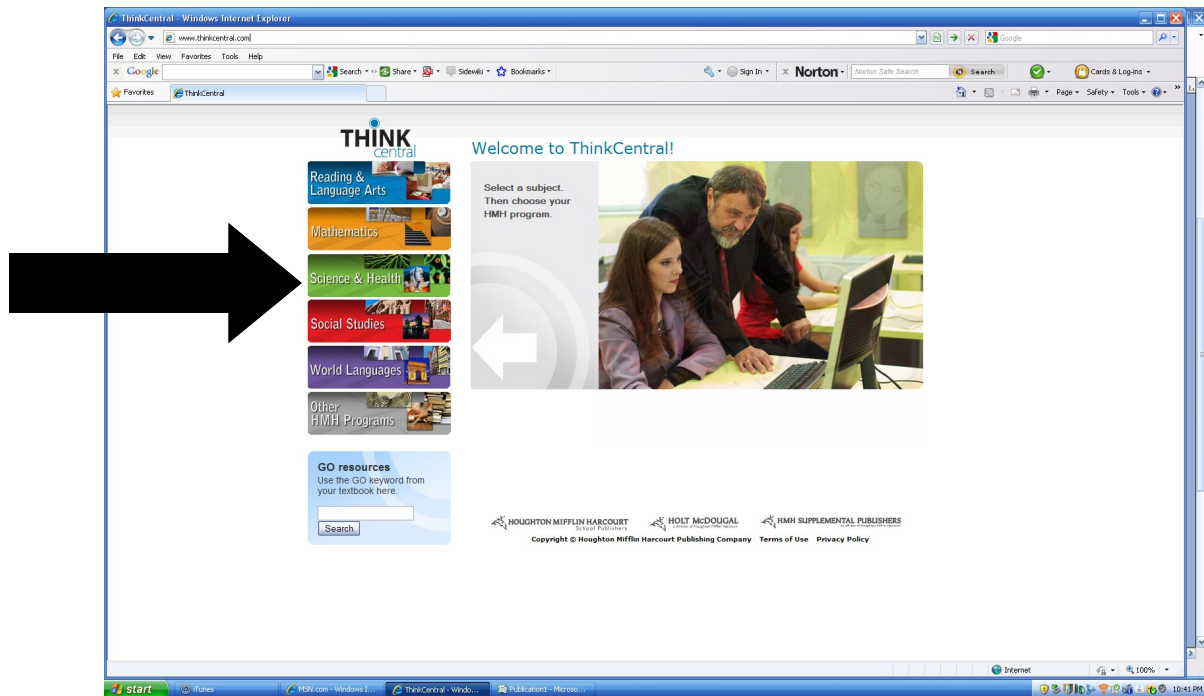 ThinkCentral - Windows Internet Explorer
www.thinkcentral.com
Google
File Edit View Favorites Tools Help
Google
Search
Share
Sidewiki
Bookmarks
Sign In
Norton
Norton Safe Search
Search
Cards & Log-ins
Favorites
ThinkCentral
Page Safety Tools
THINK
central
Welcome to ThinkCentral!
Reading &
Language Arts
Mathematics
Science & Health
Social Studies
World Languages
Other
HMH Programs
Select a subject.
Then choose your
HMH program.
GO resources
Use the GO keyword from
your textbook here.
Search
HOUGHTON MIFFLIN HARCOURT
School Publishers
HOLT McDOUGAL
HMH SUPPLEMENTAL PUBLISHERS
Copyright © Houghton Mifflin Harcourt Publishing Company Terms of Use Privacy Policy
Internet
100%
start
iTunes
MSN.com - Windows I...
ThinkCentral - Windo...
Publication1 - Microso...
10:41 PM